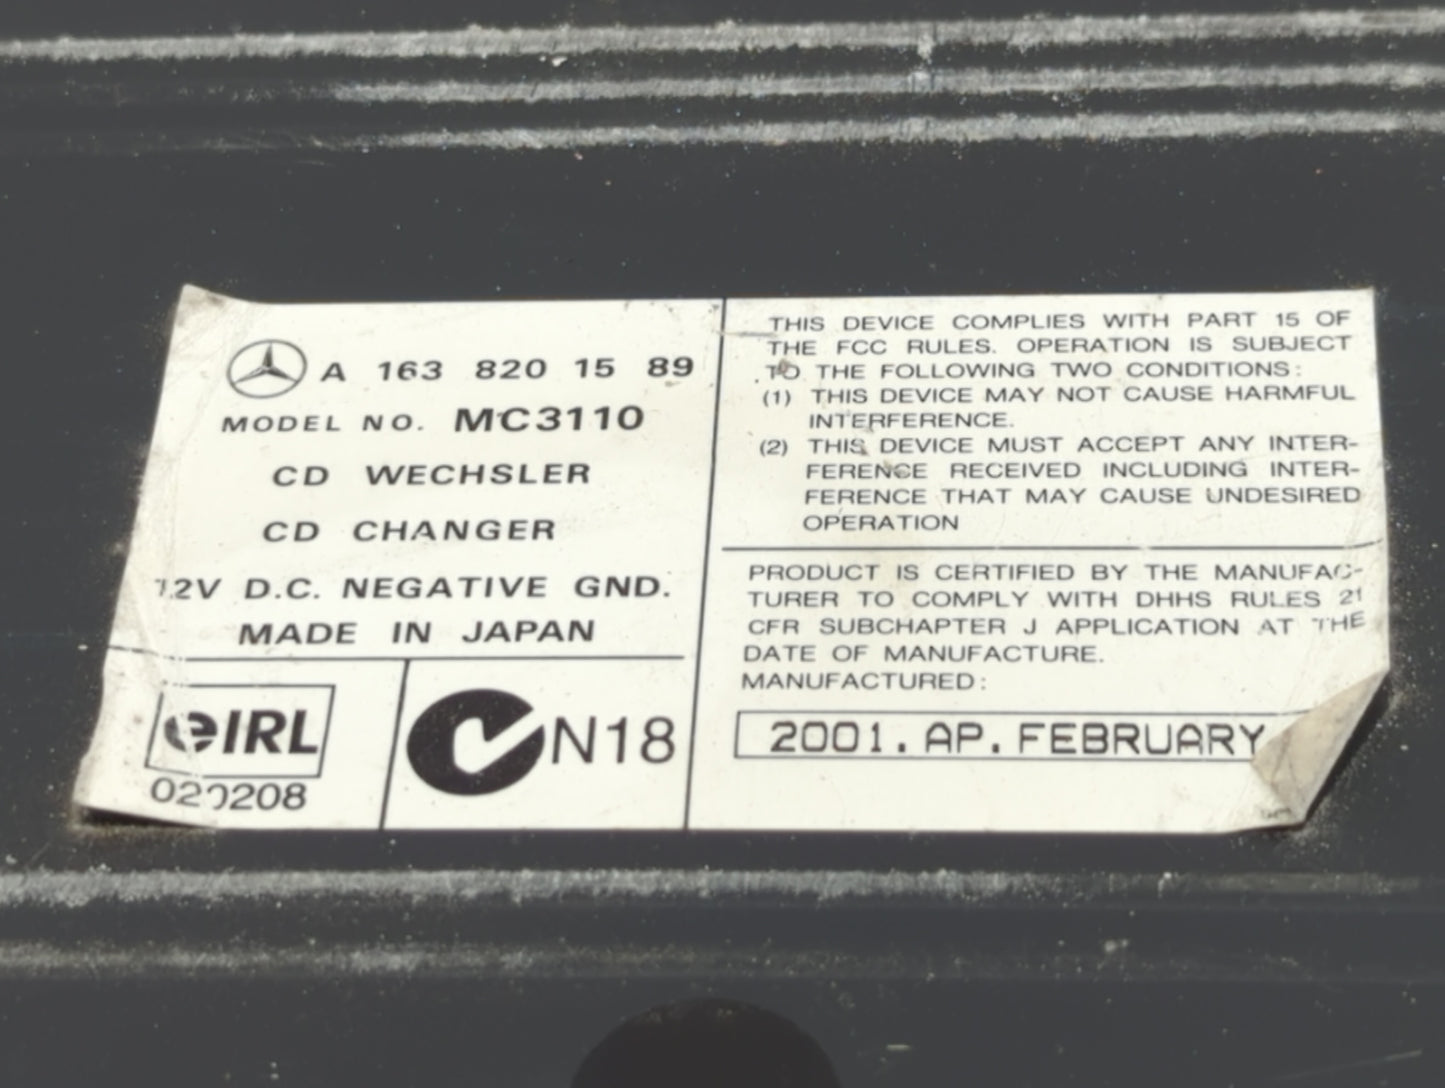 A 163 820 15 89
MODEL NO. MC3110
CD WECHSLER
CD CHANGER
12V D.C. NEGATIVE GND.
MADE IN JAPAN
eIRL
020208
N18
THIS DEVICE COMPLIES WITH PART 15 OF
THE FCC RULES. OPERATION IS SUBJECT
TO THE FOLLOWING TWO CONDITIONS:
(1) THIS DEVICE MAY NOT CAUSE HARMFUL
INTERFERENCE.
(2) THIS DEVICE MUST ACCEPT ANY INTER-
FERENCE RECEIVED INCLUDING INTER-
FERENCE THAT MAY CAUSE UNDESIRED
OPERATION
PRODUCT IS CERTIFIED BY THE MANUFAC-
TURER TO COMPLY WITH DHHS RULES 21
CFR SUBCHAPTER J APPLICATION AT THE
DATE OF MANUFACTURE.
MANUFACTURED:
2001. AP. FEBRUARY